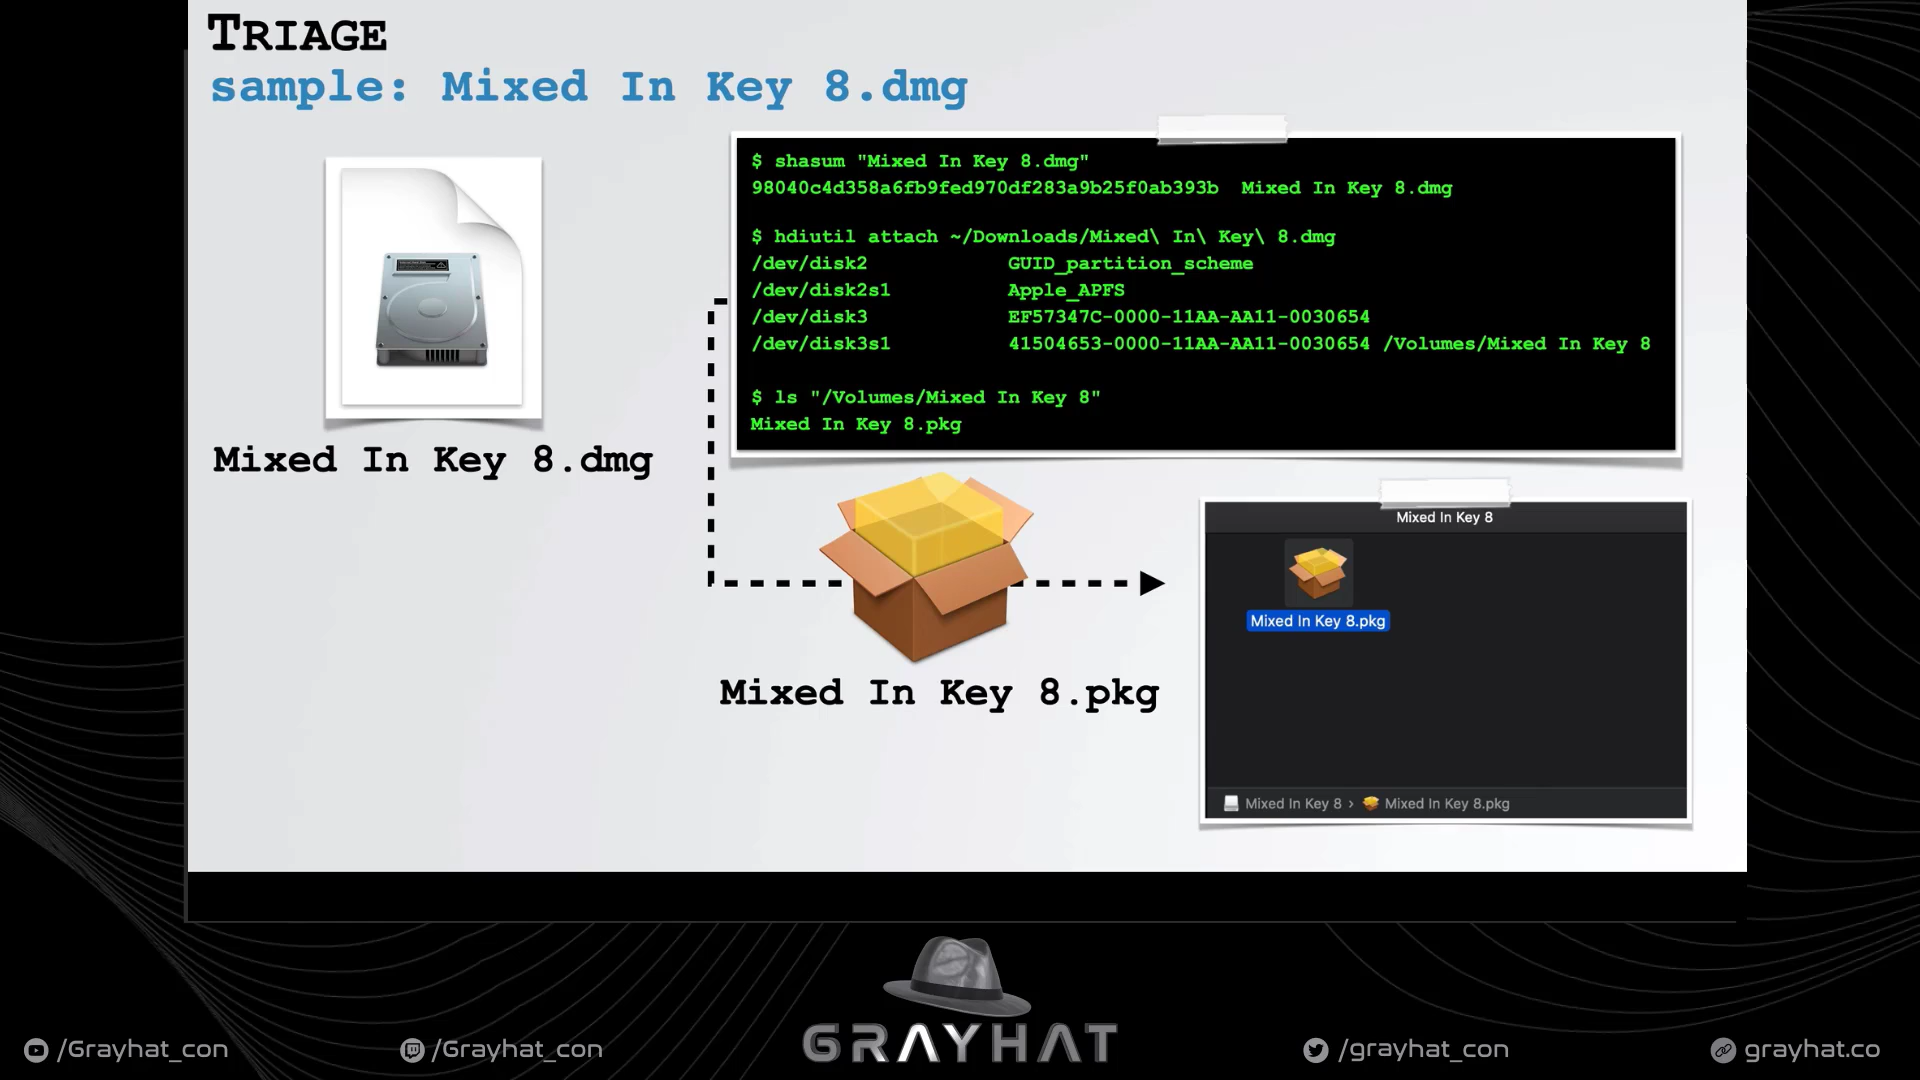 TRIAGE
sample: Mixed In Key 8.dmg
Mixed In Key 8.dmg
$ shasum "Mixed In Key 8.dmg"
98040c4d358a6fb9fed970df283a9b25f0ab393b  Mixed In Key 8.dmg
$ hdiutil attach ~/Downloads/Mixed\ In\ Key\ 8.dmg
/dev/disk2 GUID_partition_scheme
/dev/disk2s1 Apple_APFS
/dev/disk3 EF57347C-0000-11AA-AA11-0030654
/dev/disk3s1 41504653-0000-11AA-AA11-0030654 /Volumes/Mixed In Key 8
$ ls "/Volumes/Mixed In Key 8"
Mixed In Key 8.pkg
Mixed In Key 8.pkg
Mixed In Key 8
Mixed In Key 8.pkg
Mixed In Key 8 › Mixed In Key 8.pkg
GRAYHAT
/Grayhat_con
/Grayhat_con
/grayhat_con
grayhat.co